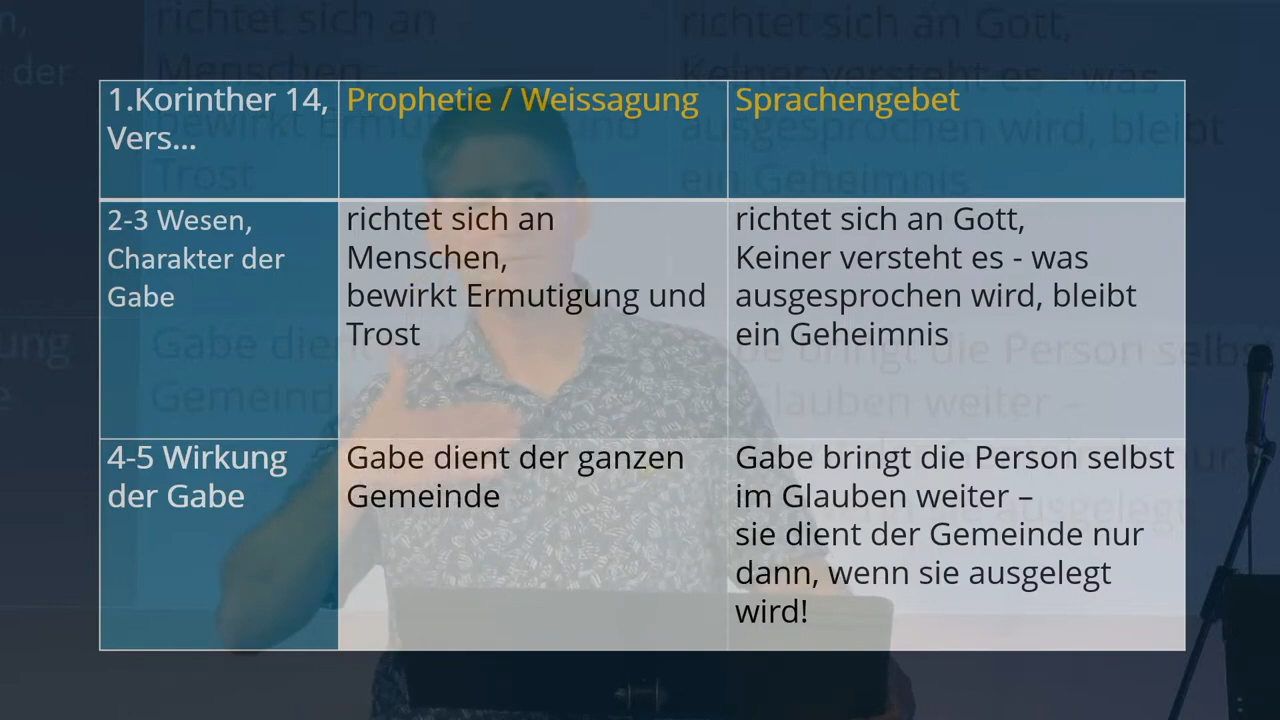 1.Korinther 14,
Vers...
Prophetie / Weissagung
Sprachengebet
2-3 Wesen,
Charakter der
Gabe
richtet sich an
Menschen,
bewirkt Ermutigung und
Trost
richtet sich an Gott,
Keiner versteht es - was
ausgesprochen wird, bleibt
ein Geheimnis
4-5 Wirkung
der Gabe
Gabe dient der ganzen
Gemeinde
Gabe bringt die Person selbst
im Glauben weiter –
sie dient der Gemeinde nur
dann, wenn sie ausgelegt
wird!